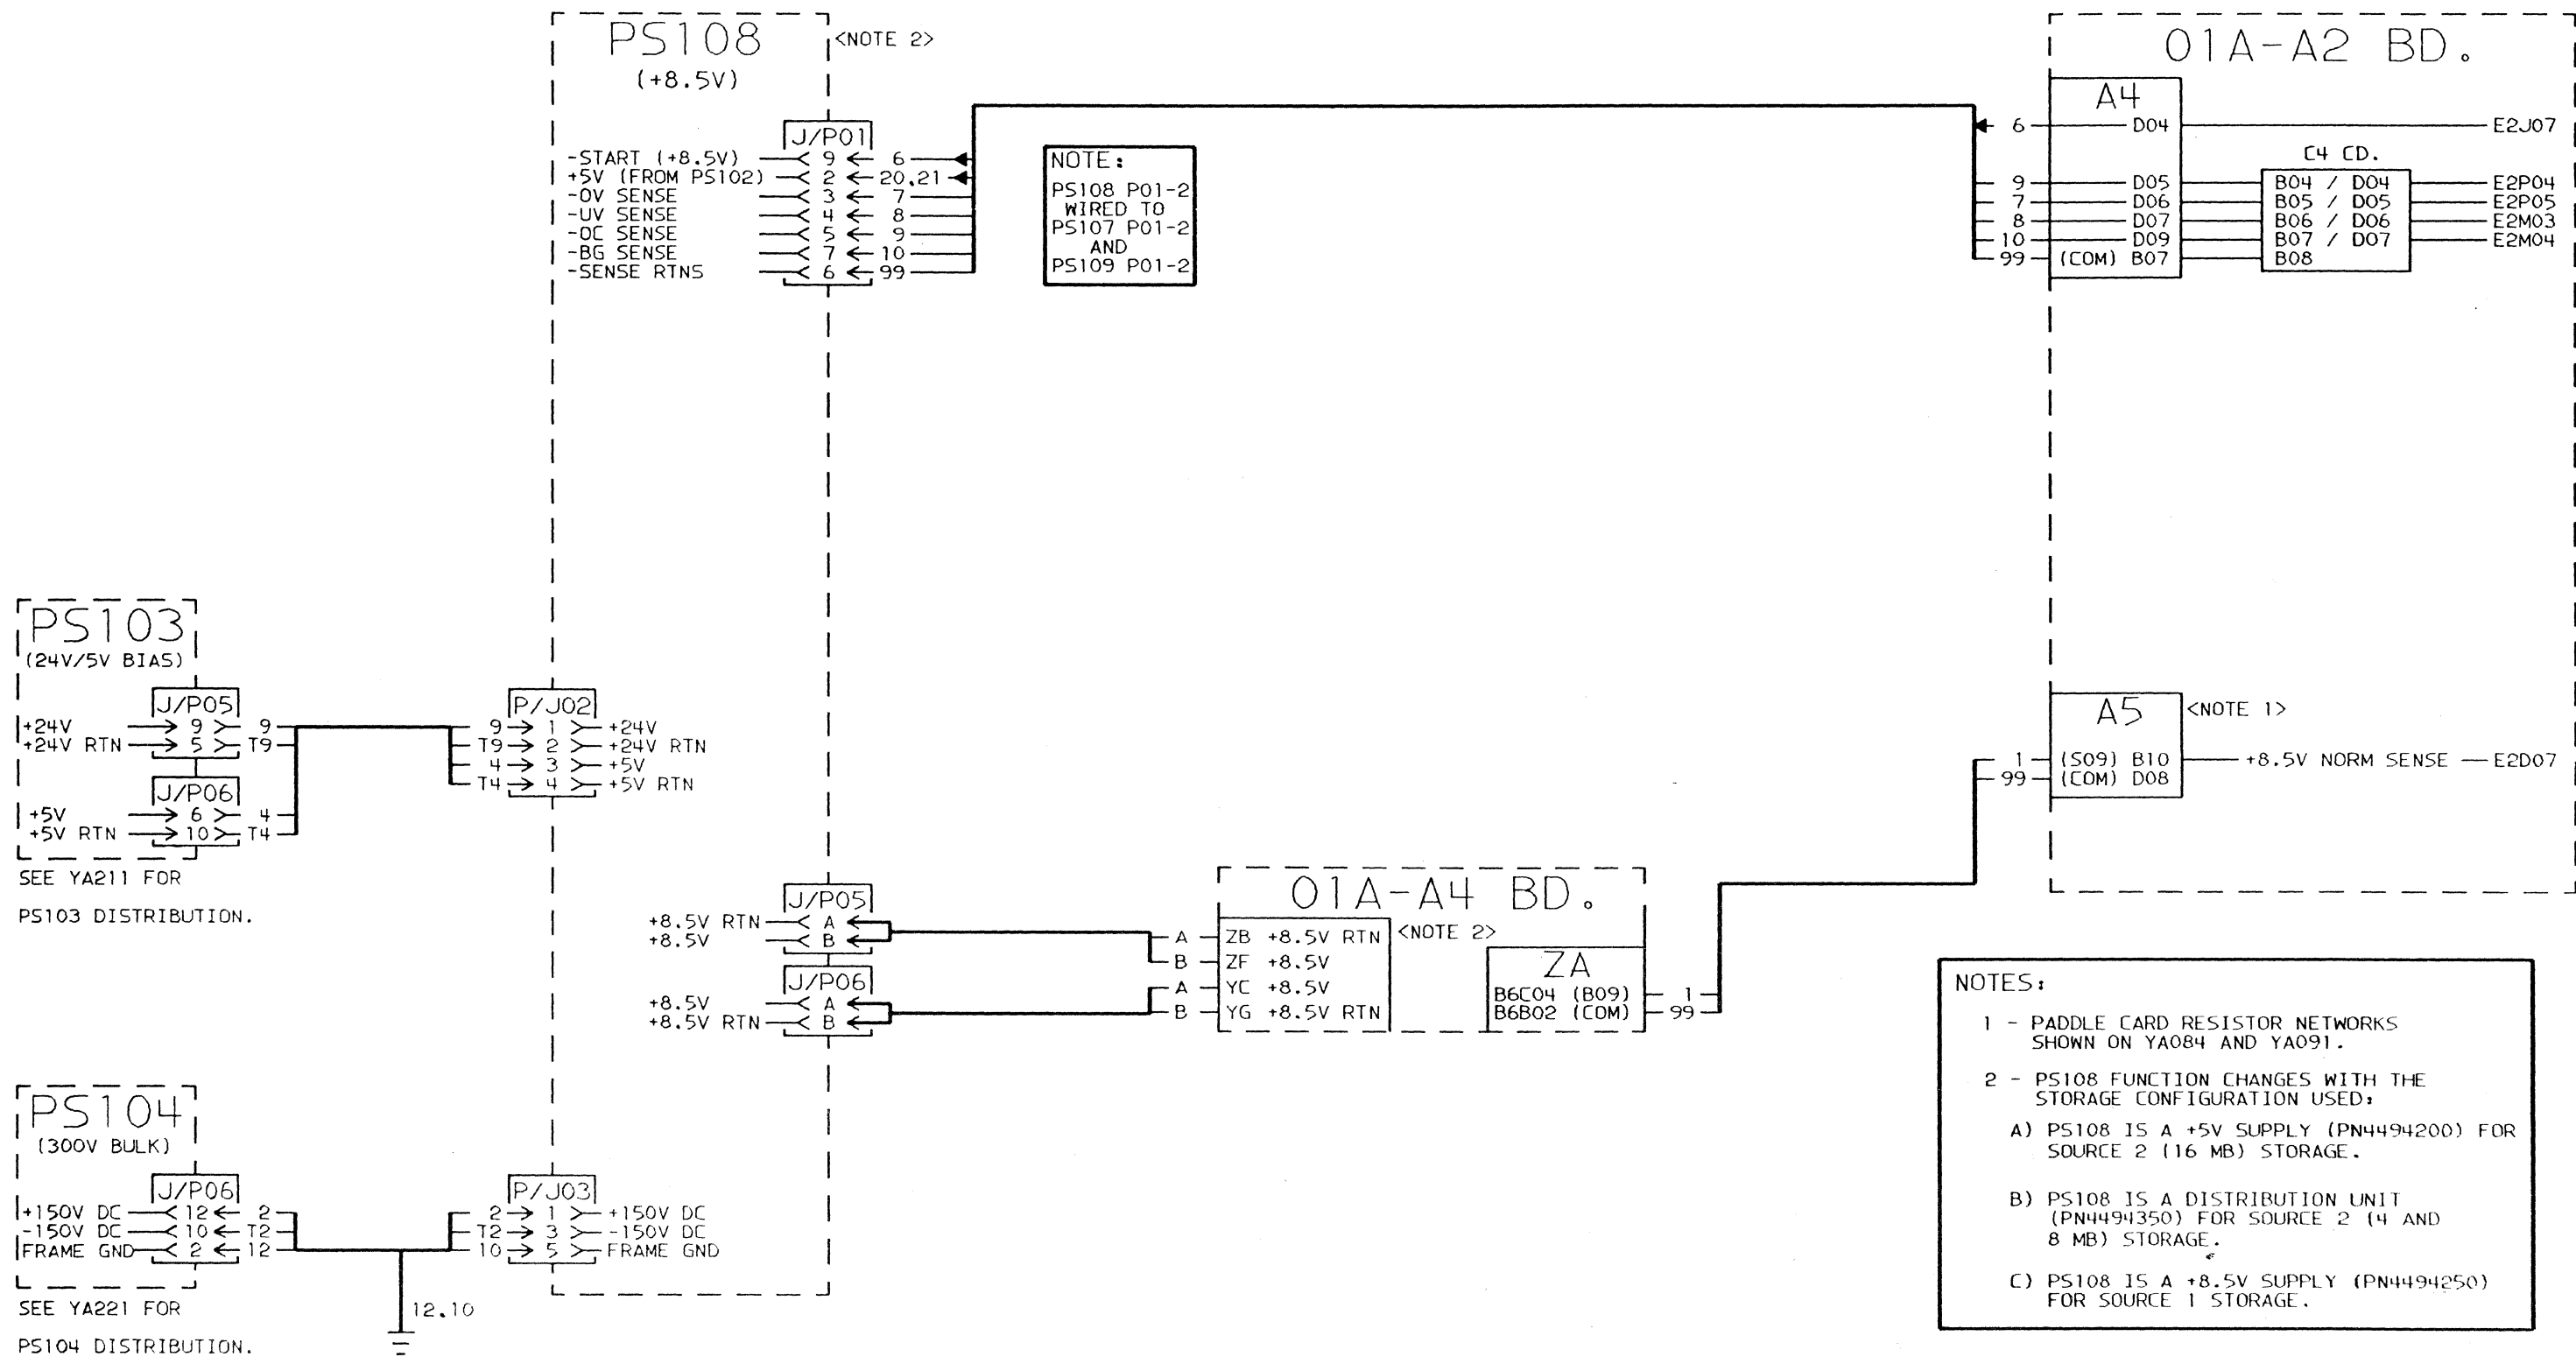 PS108
<NOTE 2>
(+8.5V)
J/P01
-START (+8.5V) 9 6
+5V (FROM PS102) 2 20,21
-OV SENSE 3 7
-UV SENSE 4 8
-OC SENSE 5 9
-BG SENSE 7 10
-SENSE RTNS 6 99
NOTE:
PS108 P01-2
WIRED TO
PS107 P01-2
AND
PS109 P01-2
01A-A2 BD.
A4
6 D04 E2J07
C4 CD.
9 D05 B04 / D04 E2P04
7 D06 B05 / D05 E2P05
8 D07 B06 / D06 E2M03
10 D09 B07 / D07 E2M04
99 (COM) B07 B08
PS103
(24V/5V BIAS)
J/P05
+24V 9 9
+24V RTN 5 T9
J/P06
+5V 6 4
+5V RTN 10 T4
SEE YA211 FOR
PS103 DISTRIBUTION.
P/J02
9 1 +24V
T9 2 +24V RTN
4 3 +5V
T4 4 +5V RTN
A5
<NOTE 1>
1 (S09) B10 +8.5V NORM SENSE E2D07
99 (COM) D08
J/P05
+8.5V RTN A
+8.5V B
J/P06
+8.5V A
+8.5V RTN B
01A-A4 BD.
A ZB +8.5V RTN
<NOTE 2>
B ZF +8.5V
A YC +8.5V
B YG +8.5V RTN
ZA
B6C04 (B09) 1
B6B02 (COM) 99
PS104
(300V BULK)
J/P06
+150V DC 12 2
-150V DC 10 T2
FRAME GND 2 12
SEE YA221 FOR
PS104 DISTRIBUTION.
12.10
P/J03
2 1 +150V DC
T2 3 -150V DC
10 5 FRAME GND
NOTES:
1 - PADDLE CARD RESISTOR NETWORKS
SHOWN ON YA084 AND YA091.
2 - PS108 FUNCTION CHANGES WITH THE
STORAGE CONFIGURATION USED:
A) PS108 IS A +5V SUPPLY (PN4494200) FOR
SOURCE 2 (16 MB) STORAGE.
B) PS108 IS A DISTRIBUTION UNIT
(PN4494350) FOR SOURCE 2 (4 AND
8 MB) STORAGE.
C) PS108 IS A +8.5V SUPPLY (PN4494250)
FOR SOURCE 1 STORAGE.